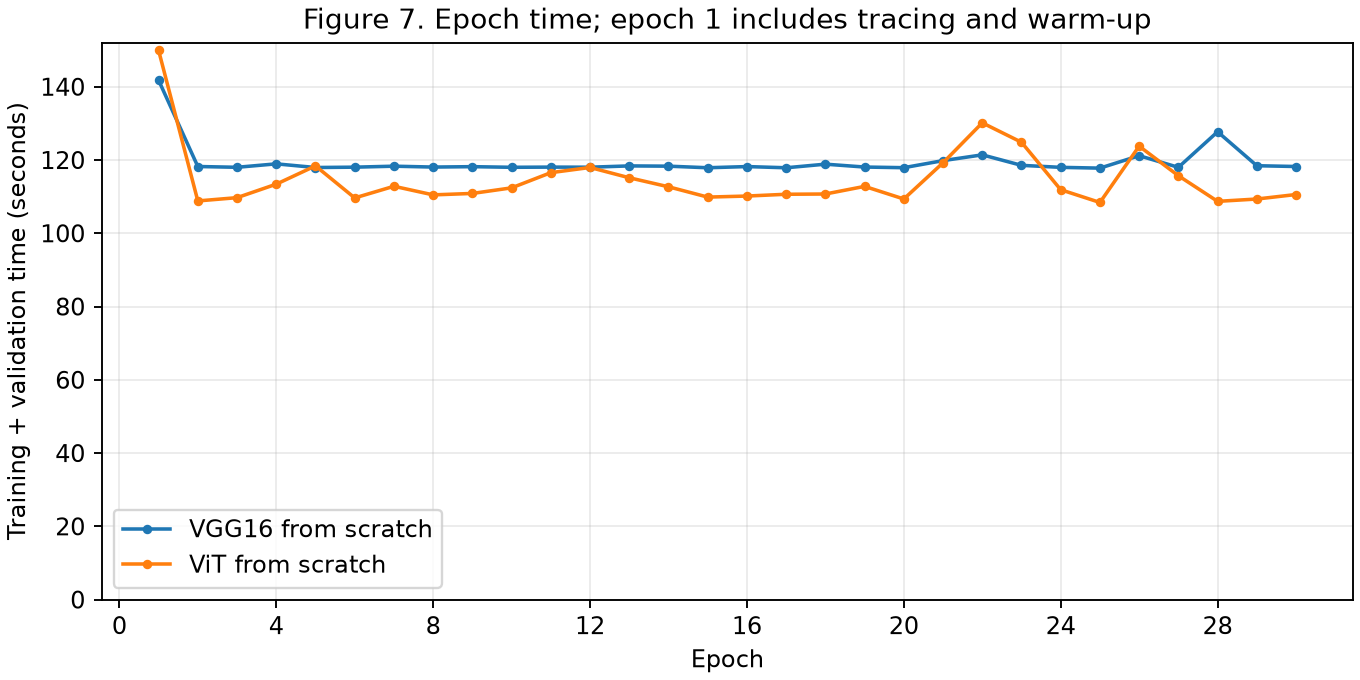 Figure 7. Epoch time; epoch 1 includes tracing and warm-up
Training + validation time (seconds)
140
120
100
80
60
40
20
0
VGG16 from scratch
ViT from scratch
0 4 8 12 16 20 24 28
Epoch